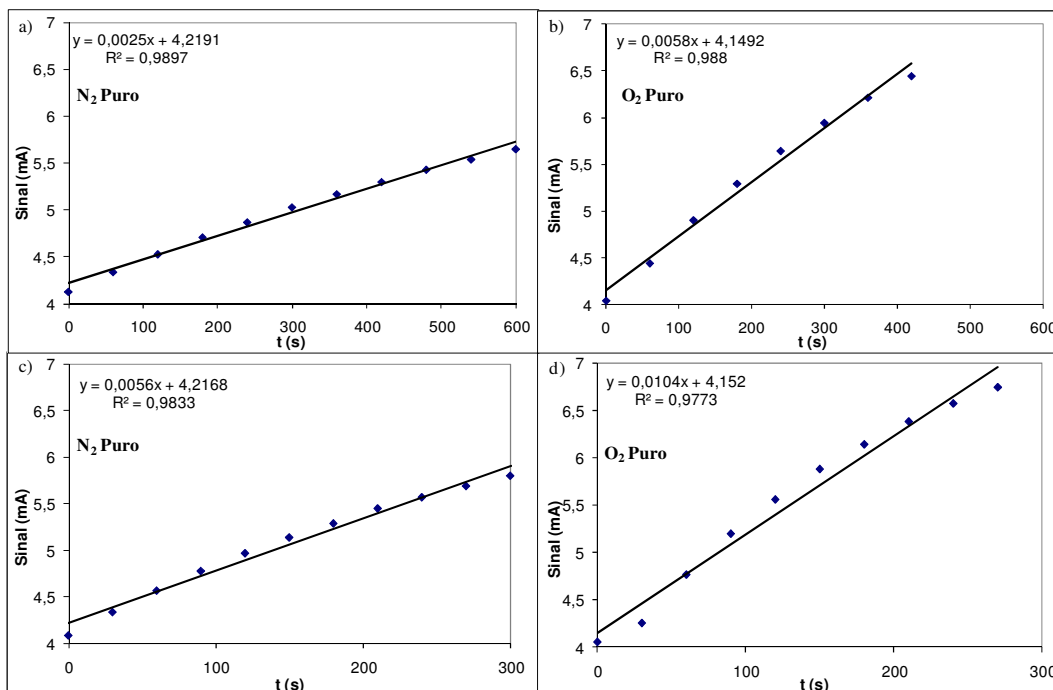 a)
y = 0,0025x + 4,2191
R² = 0,9897
N₂ Puro
Sinal (mA)
7
6,5
6
5,5
5
4,5
4
0 100 200 300 400 500 600
t (s)
b)
y = 0,0058x + 4,1492
R² = 0,988
O₂ Puro
Sinal (mA)
7
6,5
6
5,5
5
4,5
4
0 100 200 300 400 500 600
t (s)
c)
y = 0,0056x + 4,2168
R² = 0,9833
N₂ Puro
Sinal (mA)
7
6,5
6
5,5
5
4,5
4
0 100 200 300
t (s)
d)
y = 0,0104x + 4,152
R² = 0,9773
O₂ Puro
Sinal (mA)
7
6,5
6
5,5
5
4,5
4
0 100 200 300
t (s)